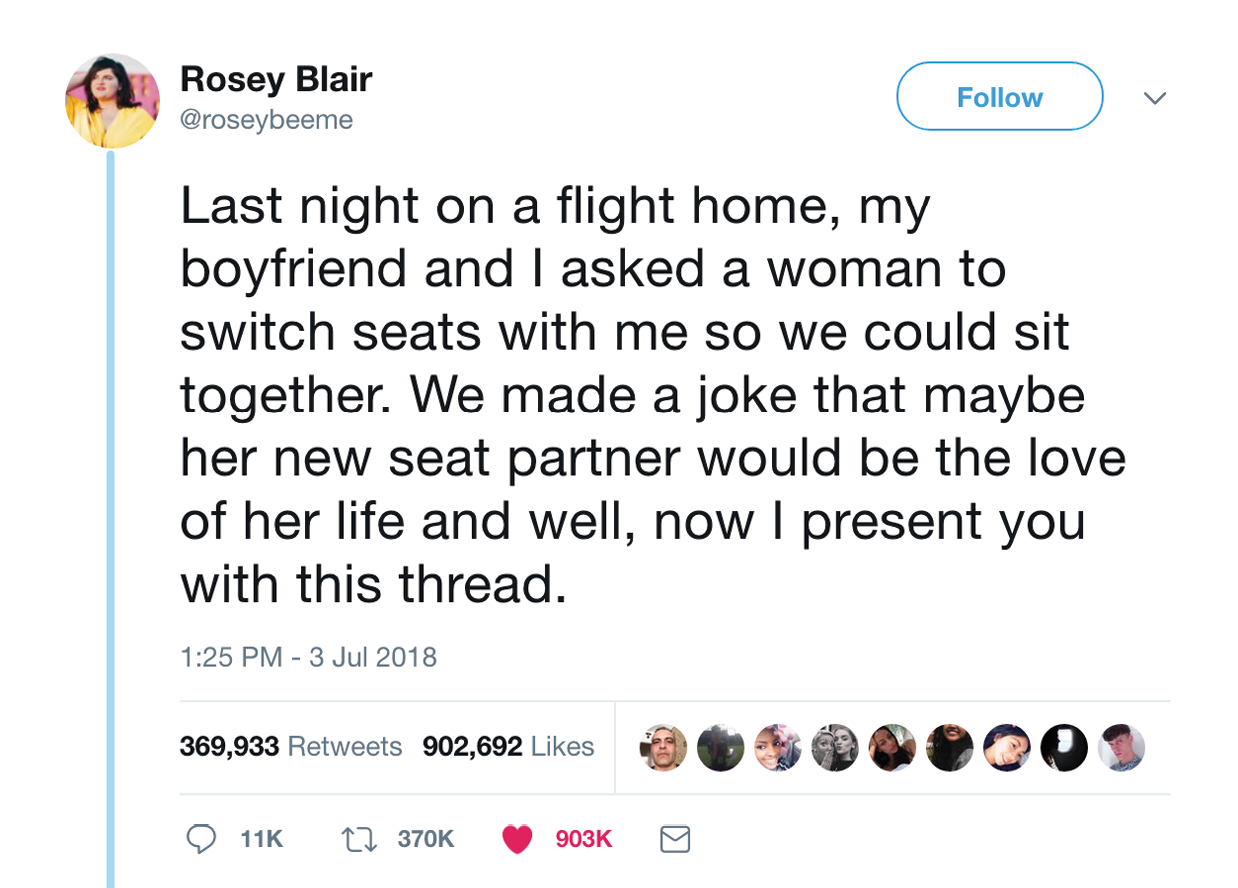 Rosey Blair
@roseybeeme
Follow
Last night on a flight home, my
boyfriend and I asked a woman to
switch seats with me so we could sit
together. We made a joke that maybe
her new seat partner would be the love
of her life and well, now I present you
with this thread.
1:25 PM - 3 Jul 2018
369,933 Retweets 902,692 Likes
11K 370K 903K